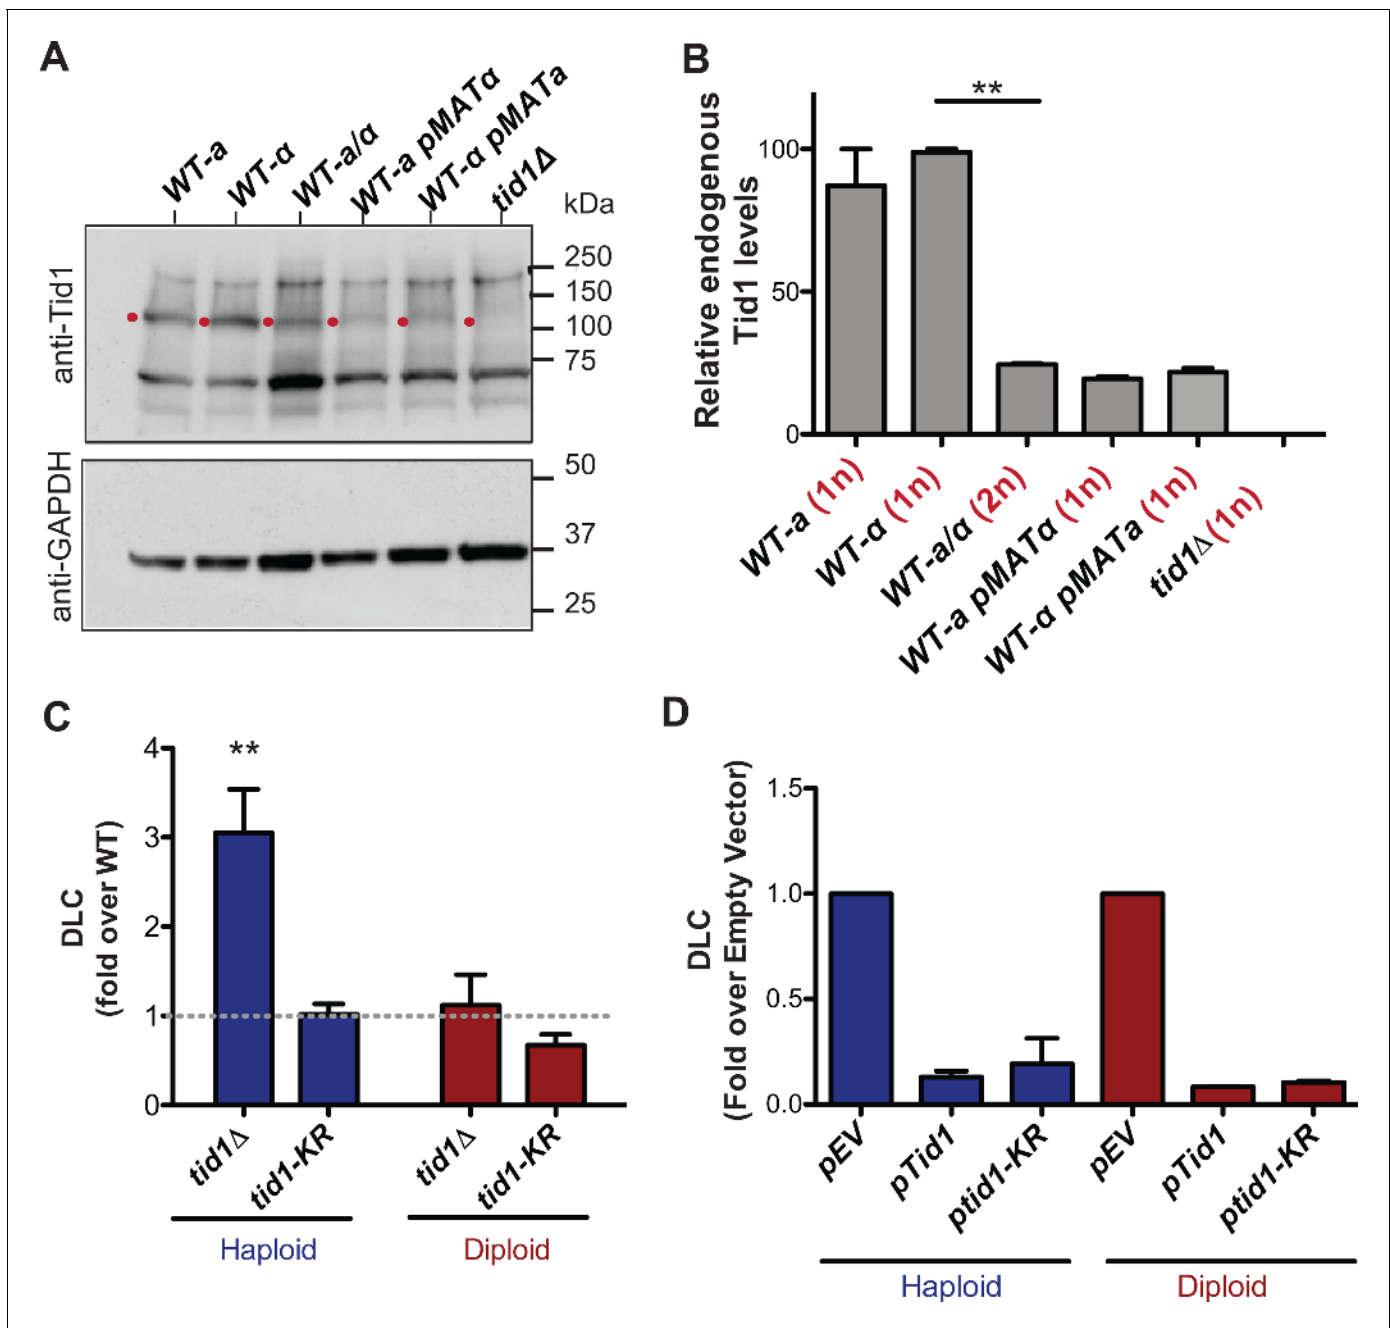 A
WT-a
WT-α
WT-a/α
WT-a pMATα
WT-α pMATa
tid1Δ
kDa
anti-Tid1
250
150
100
75
anti-GAPDH
50
37
25
B
**
Relative endogenous
Tid1 levels
100
50
0
WT-a (1n)
WT-α (1n)
WT-a/α (2n)
WT-a pMATα (1n)
WT-α pMATa (1n)
tid1Δ(1n)
C
**
DLC
(fold over WT)
4
3
2
1
0
tid1Δ
tid1-KR
tid1Δ
tid1-KR
Haploid
Diploid
D
DLC
(Fold over Empty Vector)
1.5
1.0
0.5
0.0
pEV
pTid1
ptid1-KR
pEV
pTid1
ptid1-KR
Haploid
Diploid